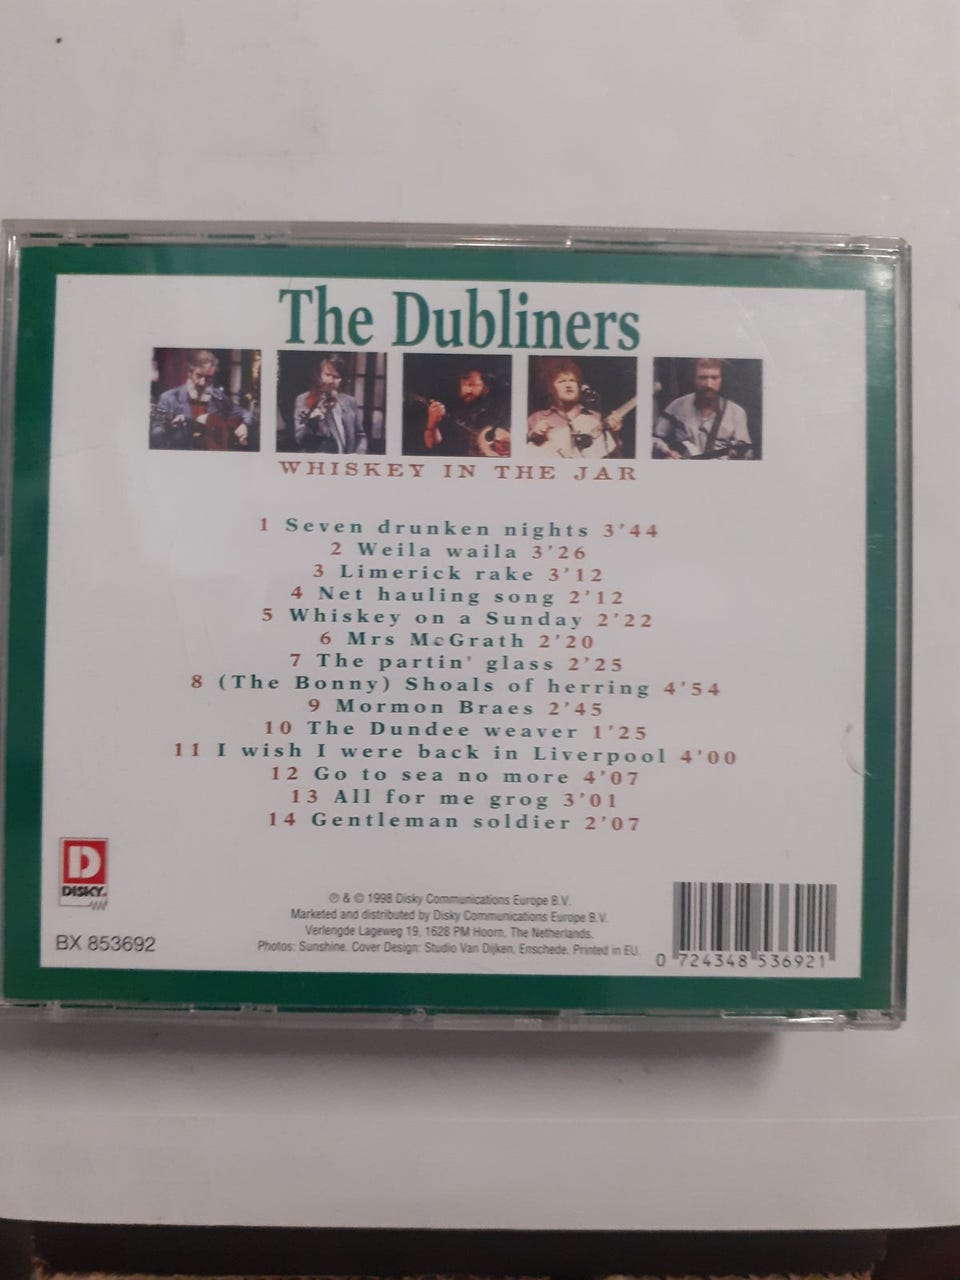 The Dubliners
WHISKEY IN THE JAR
1 Seven drunken nights 3'44
2 Weila waila 3'26
3 Limerick rake 3'12
4 Net hauling song 2'12
5 Whiskey on a Sunday 2'22
6 Mrs McGrath 2'20
7 The partin' glass 2'25
8 (The Bonny) Shoals of herring 4'54
9 Mormon Braes 2'45
10 The Dundee weaver 1'25
11 I wish I were back in Liverpool 4'00
12 Go to sea no more 4'07
13 All for me grog 3'01
14 Gentleman soldier 2'07
D
DISKY
BX 853692
℗ & © 1998 Disky Communications Europe B.V.
Marketed and distributed by Disky Communications Europe B.V.
Verlengde Lageweg 19, 1628 PM Hoorn, The Netherlands.
Photos: Sunshine. Cover Design: Studio Van Dijken, Enschede. Printed in EU.
0 724348 536921